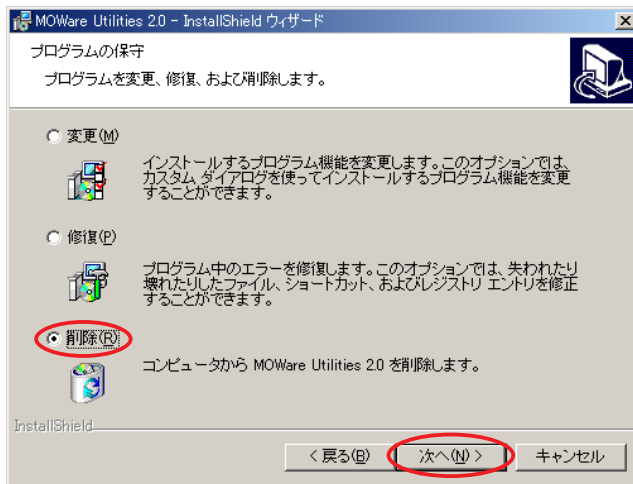 MOWare Utilities 2.0 - InstallShield ウィザード
プログラムの保守
プログラムを変更、修復、および削除します。
変更(M)
インストールするプログラム機能を変更します。このオプションでは、
カスタム ダイアログを使ってインストールするプログラム機能を変更
することができます。
修復(P)
プログラム中のエラーを修復します。このオプションでは、失われたり
壊れたりしたファイル、ショートカット、およびレジストリ エントリを修正
することができます。
削除(R)
コンピュータから MOWare Utilities 2.0 を削除します。
InstallShield
< 戻る(B) 次へ(N) > キャンセル